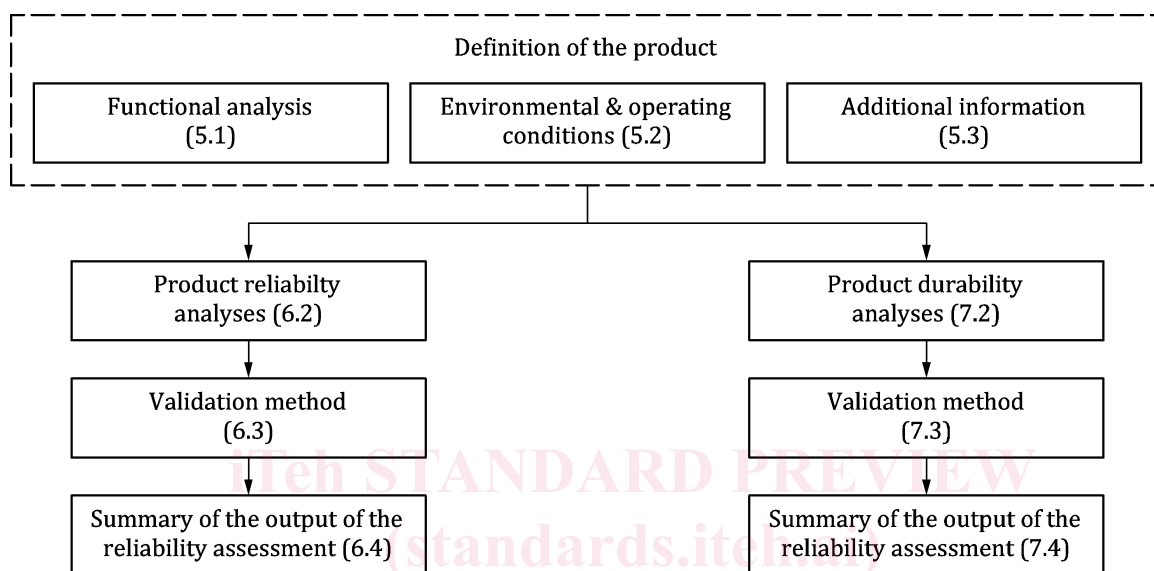 Definition of the product
Functional analysis
(5.1)
Environmental & operating
conditions (5.2)
Additional information
(5.3)
Product reliabilty
analyses (6.2)
Product durability
analyses (7.2)
Validation method
(6.3)
Validation method
(7.3)
iTeh STANDARD PREVIEW
Summary of the output of the
reliability assessment (6.4)
Summary of the output of the
reliability assessment (7.4)
(standards.iteh.ai)